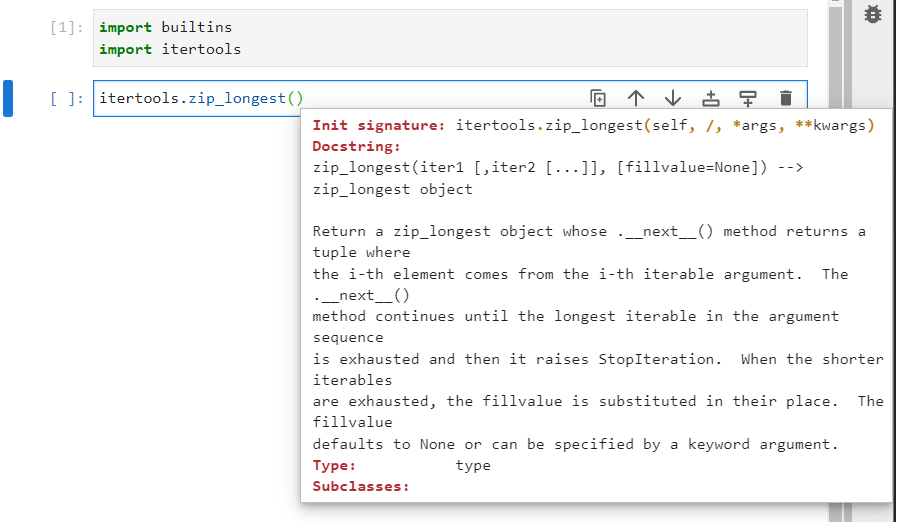 [1]: import builtins
import itertools
[ ]: itertools.zip_longest()
Init signature: itertools.zip_longest(self, /, *args, **kwargs)
Docstring:
zip_longest(iter1 [,iter2 [...]], [fillvalue=None]) -->
zip_longest object

Return a zip_longest object whose .__next__() method returns a
tuple where
the i-th element comes from the i-th iterable argument.  The
.__next__()
method continues until the longest iterable in the argument
sequence
is exhausted and then it raises StopIteration.  When the shorter
iterables
are exhausted, the fillvalue is substituted in their place.  The
fillvalue
defaults to None or can be specified by a keyword argument.
Type:           type
Subclasses: